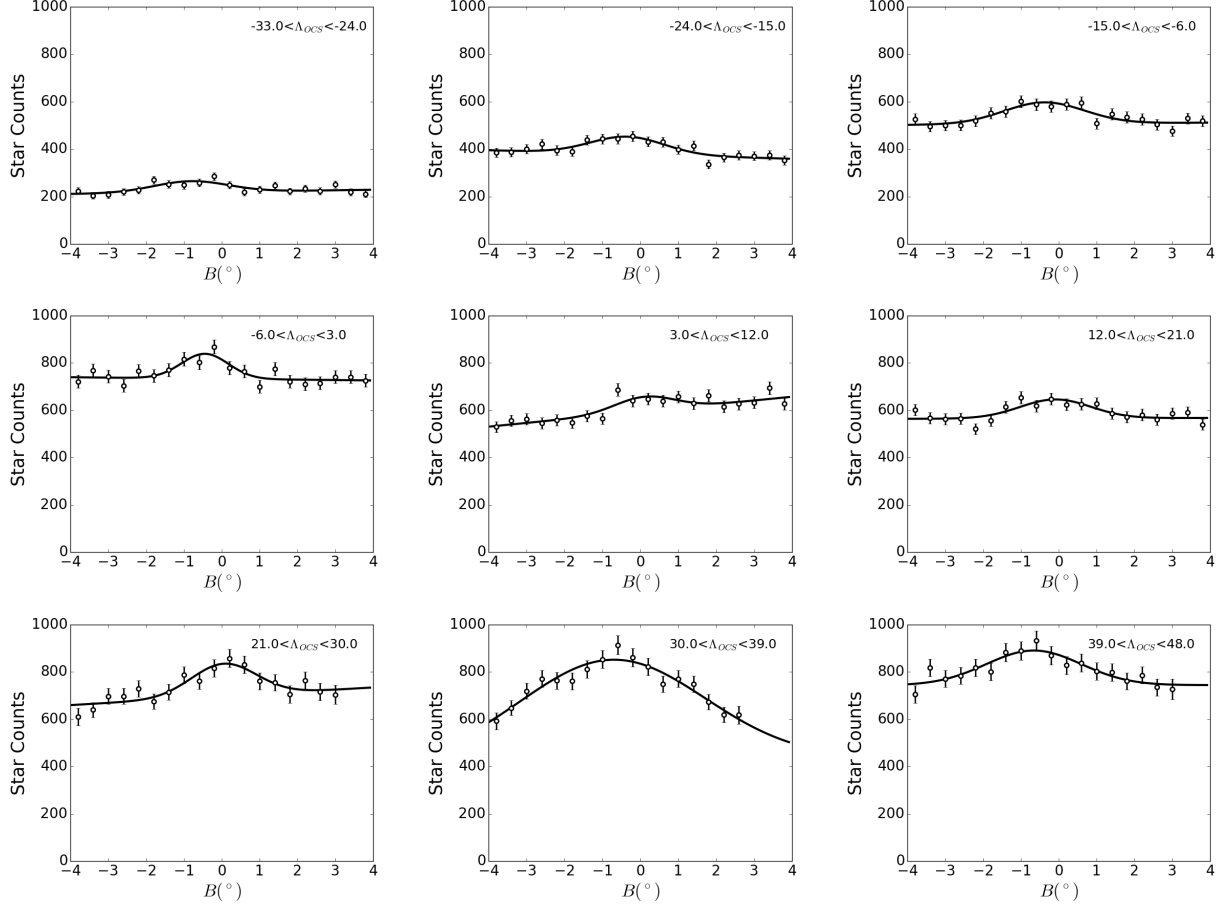 -33.0<Λ_OCS<-24.0
1000
800
600
400
200
0
Star Counts
−4 −3 −2 −1 0 1 2 3 4
B(°)
-24.0<Λ_OCS<-15.0
1000
800
600
400
200
0
Star Counts
−4 −3 −2 −1 0 1 2 3 4
B(°)
-15.0<Λ_OCS<-6.0
1000
800
600
400
200
0
Star Counts
−4 −3 −2 −1 0 1 2 3 4
B(°)
-6.0<Λ_OCS<3.0
1000
800
600
400
200
0
Star Counts
−4 −3 −2 −1 0 1 2 3 4
B(°)
3.0<Λ_OCS<12.0
1000
800
600
400
200
0
Star Counts
−4 −3 −2 −1 0 1 2 3 4
B(°)
12.0<Λ_OCS<21.0
1000
800
600
400
200
0
Star Counts
−4 −3 −2 −1 0 1 2 3 4
B(°)
21.0<Λ_OCS<30.0
1000
800
600
400
200
0
Star Counts
−4 −3 −2 −1 0 1 2 3 4
B(°)
30.0<Λ_OCS<39.0
1000
800
600
400
200
0
Star Counts
−4 −3 −2 −1 0 1 2 3 4
B(°)
39.0<Λ_OCS<48.0
1000
800
600
400
200
0
Star Counts
−4 −3 −2 −1 0 1 2 3 4
B(°)